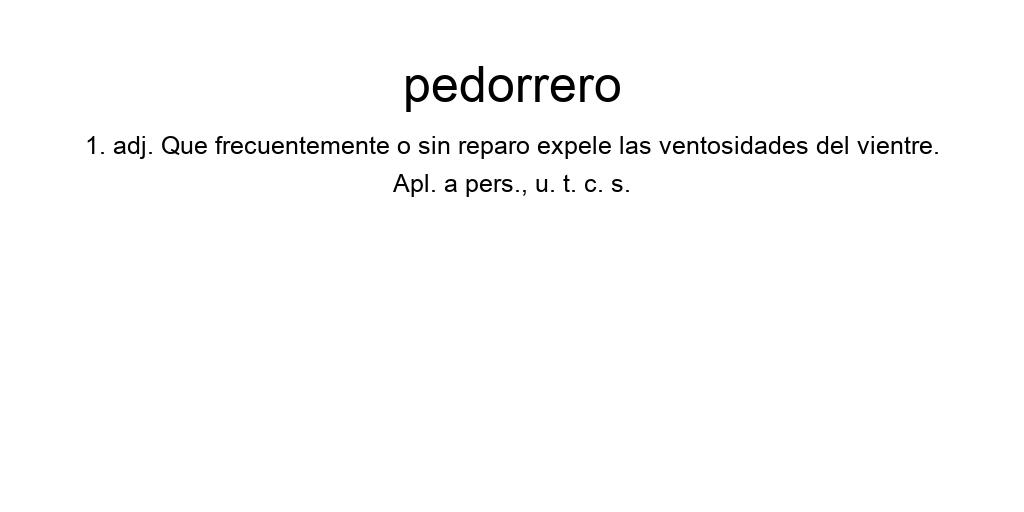 pedorrero
1. adj. Que frecuentemente o sin reparo expele las ventosidades del vientre.
Apl. a pers., u. t. c. s.